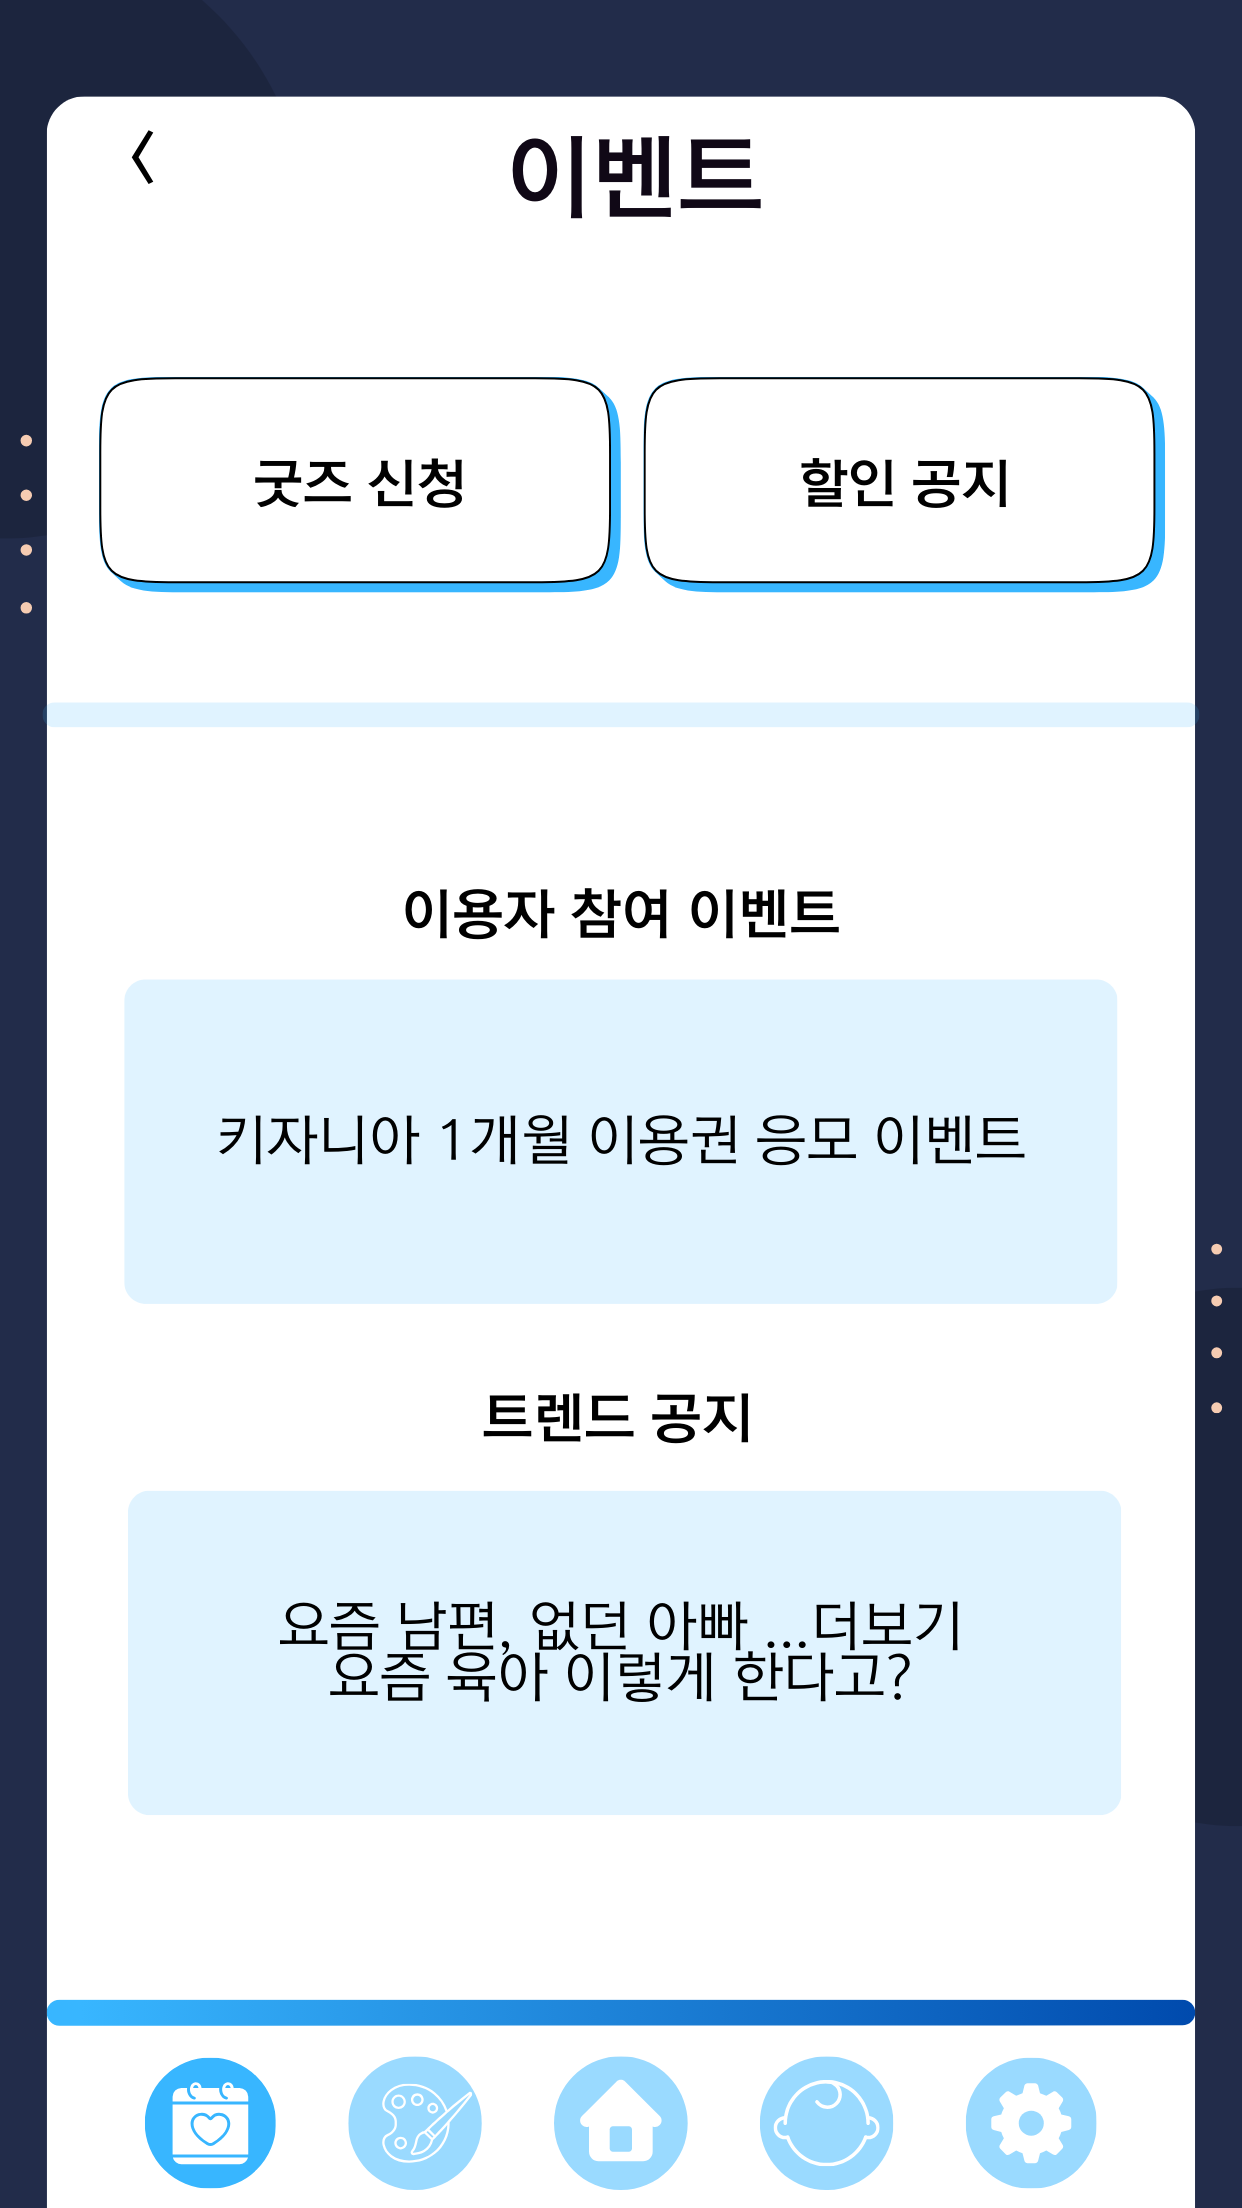 이벤트
굿즈 신청
할인 공지
이용자 참여 이벤트
키자니아 1개월 이용권 응모 이벤트
트렌드 공지
요즘 남편, 없던 아빠 ...더보기
요즘 육아 이렇게 한다고?